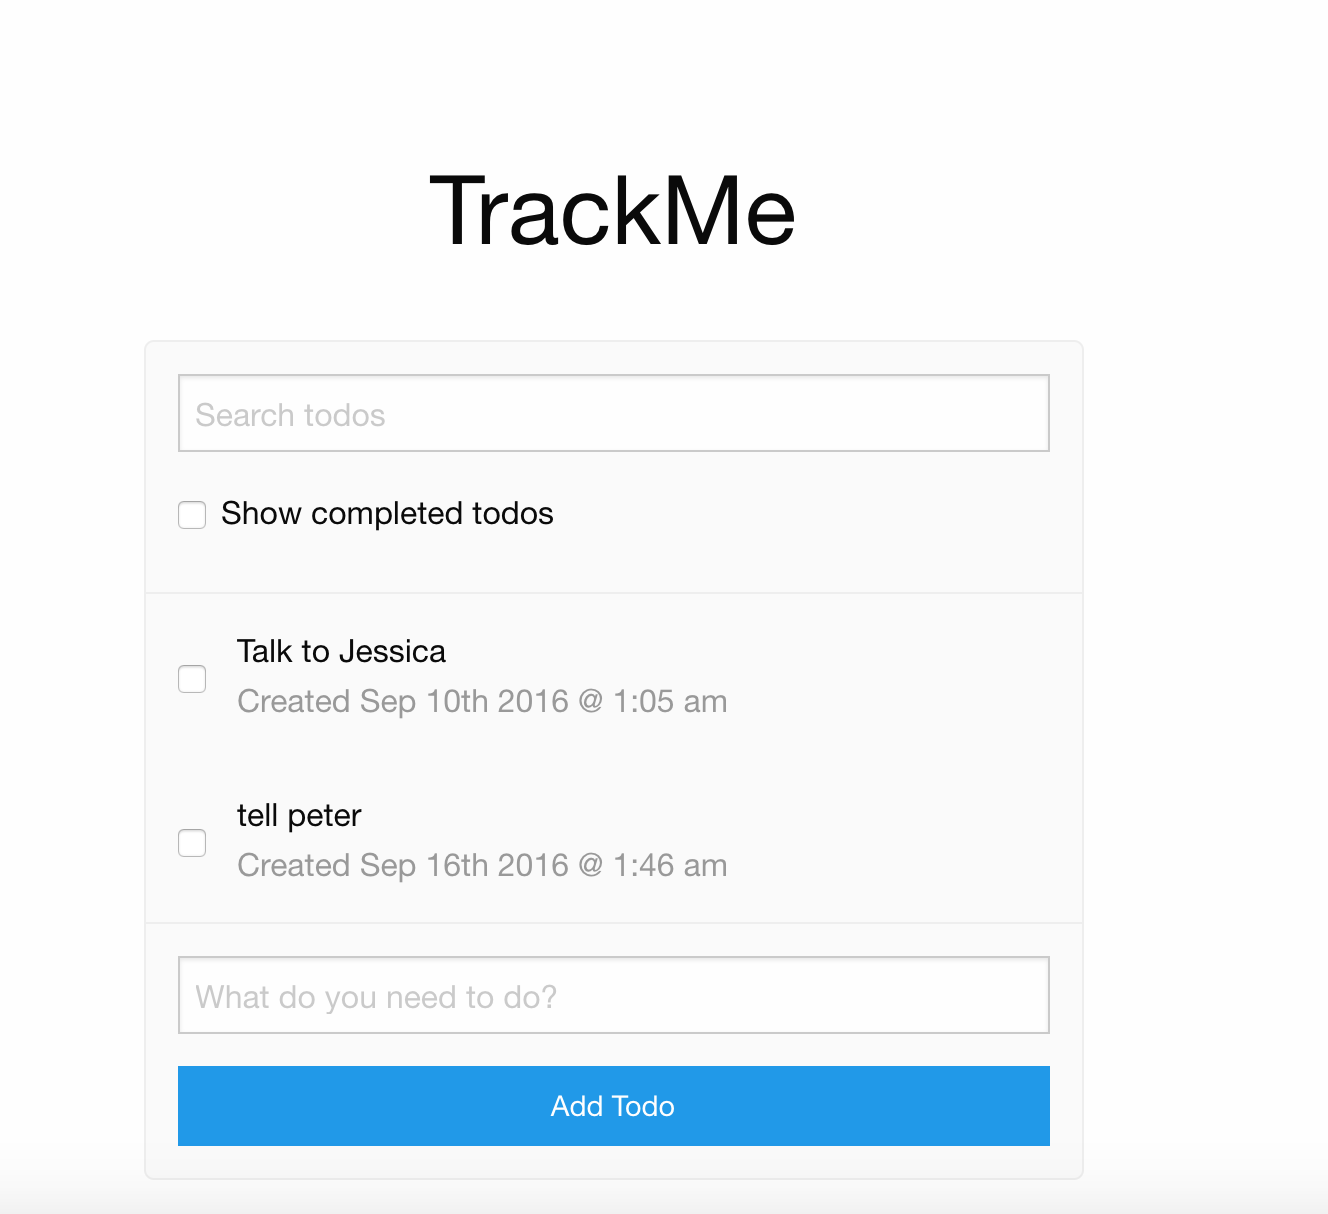 TrackMe
Search todos
Show completed todos
Talk to Jessica
Created Sep 10th 2016 @ 1:05 am
tell peter
Created Sep 16th 2016 @ 1:46 am
What do you need to do?
Add Todo